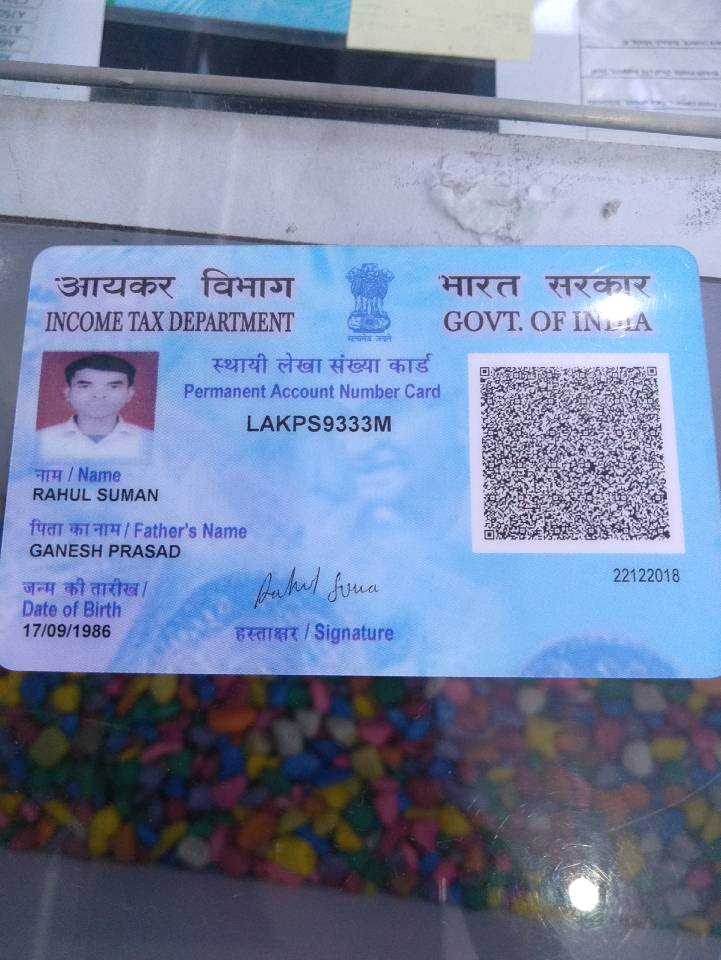 आयकर विभाग
INCOME TAX DEPARTMENT
सत्यमेव जयते
भारत सरकार
GOVT. OF INDIA
स्थायी लेखा संख्या कार्ड
Permanent Account Number Card
LAKPS9333M
नाम / Name
RAHUL SUMAN
पिता का नाम / Father's Name
GANESH PRASAD
जन्म की तारीख /
Date of Birth
17/09/1986
Rahul Suma
हस्ताक्षर / Signature
22122018